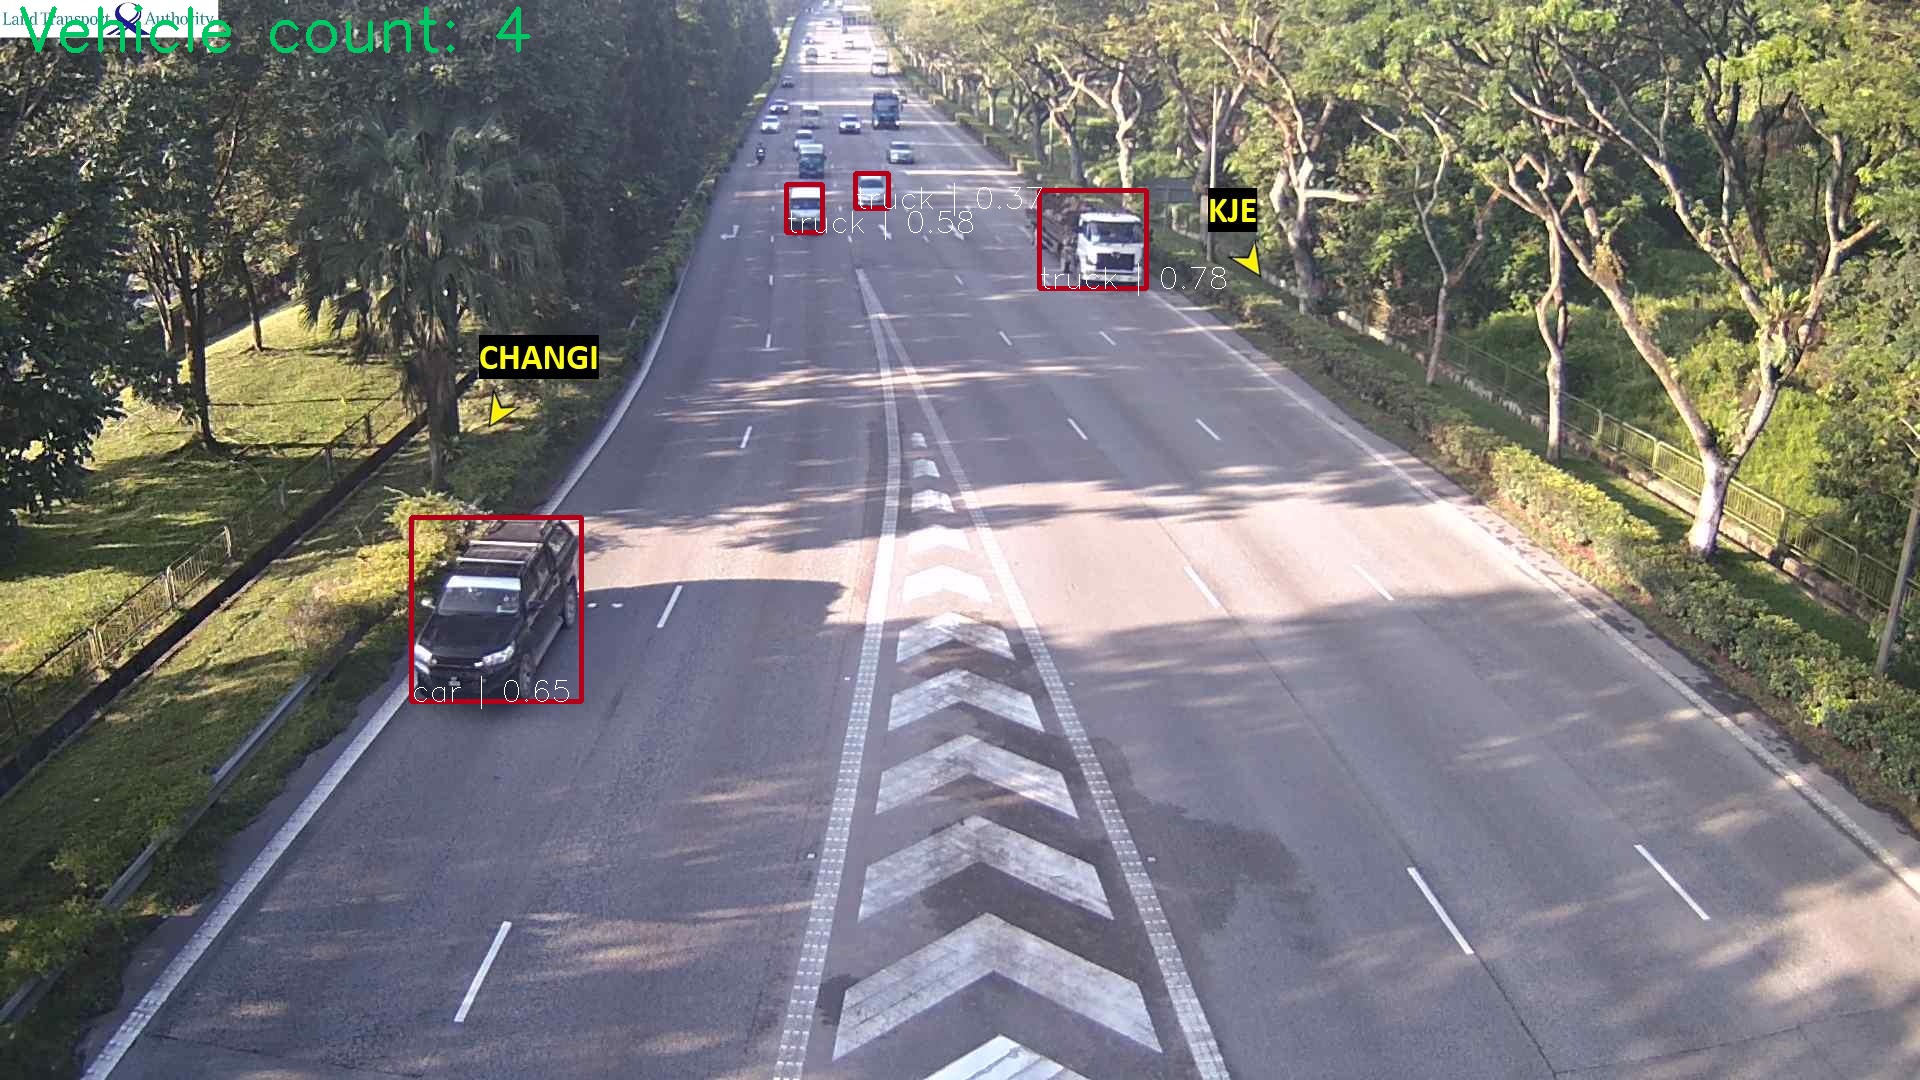 Land Transport Authority
Vehicle count: 4
truck | 0.37
truck | 0.58
KJE
truck | 0.78
CHANGI
car | 0.65